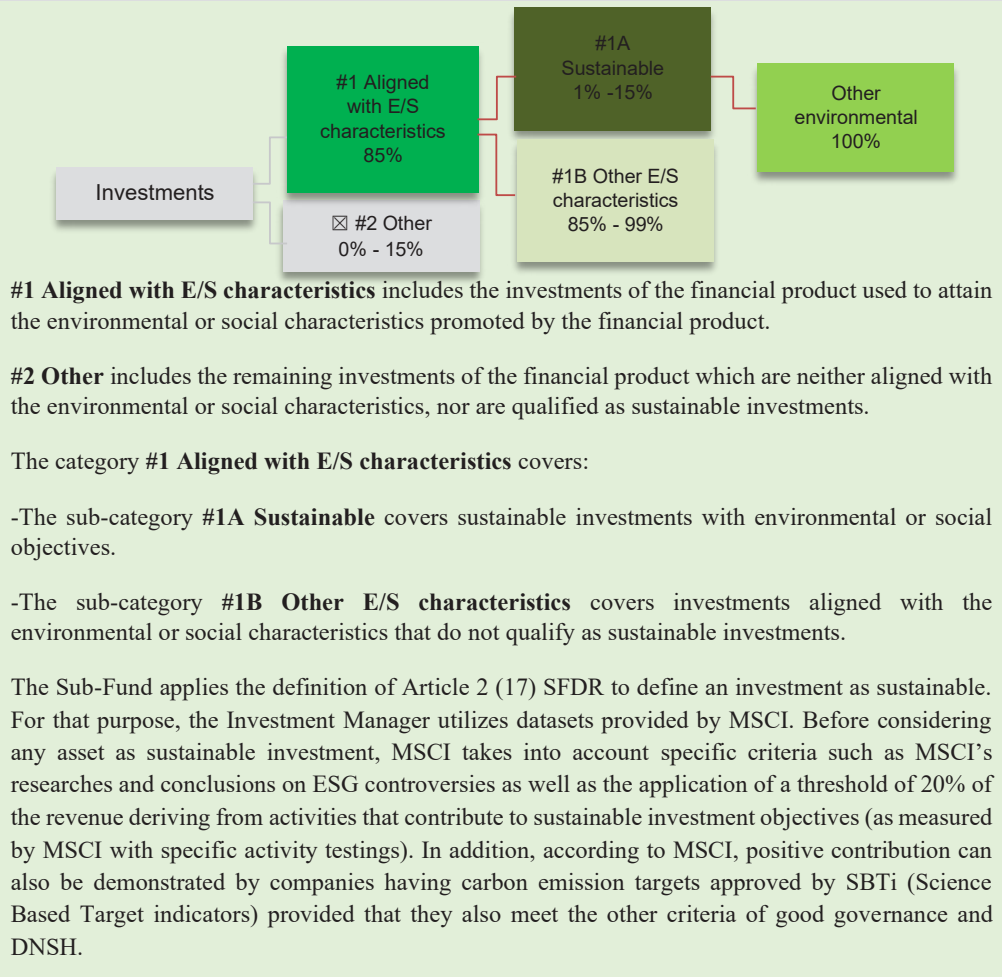 Investments
#1 Aligned
with E/S
characteristics
85%
☒ #2 Other
0% - 15%
#1A
Sustainable
1% -15%
#1B Other E/S
characteristics
85% - 99%
Other
environmental
100%
#1 Aligned with E/S characteristics includes the investments of the financial product used to attain
the environmental or social characteristics promoted by the financial product.
#2 Other includes the remaining investments of the financial product which are neither aligned with
the environmental or social characteristics, nor are qualified as sustainable investments.
The category #1 Aligned with E/S characteristics covers:
-The sub-category #1A Sustainable covers sustainable investments with environmental or social
objectives.
-The sub-category #1B Other E/S characteristics covers investments aligned with the
environmental or social characteristics that do not qualify as sustainable investments.
The Sub-Fund applies the definition of Article 2 (17) SFDR to define an investment as sustainable.
For that purpose, the Investment Manager utilizes datasets provided by MSCI. Before considering
any asset as sustainable investment, MSCI takes into account specific criteria such as MSCI's
researches and conclusions on ESG controversies as well as the application of a threshold of 20% of
the revenue deriving from activities that contribute to sustainable investment objectives (as measured
by MSCI with specific activity testings). In addition, according to MSCI, positive contribution can
also be demonstrated by companies having carbon emission targets approved by SBTi (Science
Based Target indicators) provided that they also meet the other criteria of good governance and
DNSH.